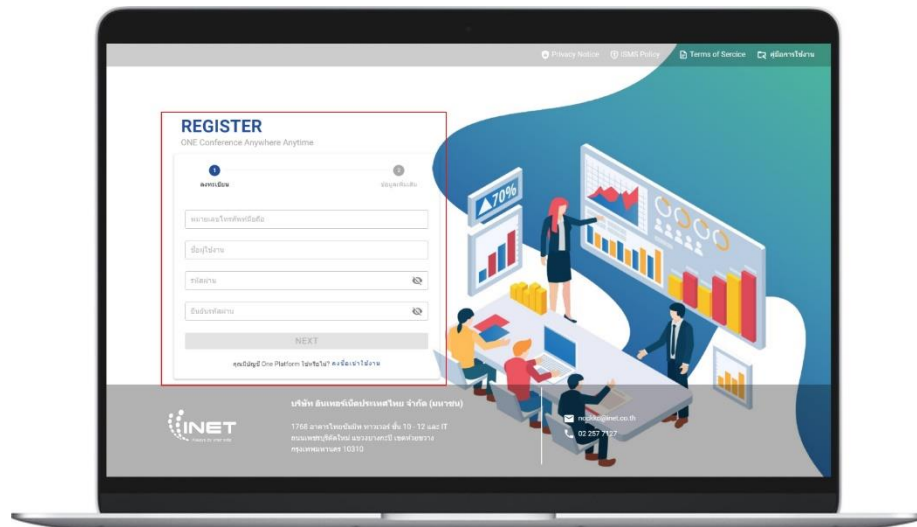 Privacy Notice
ISMS Policy
Terms of Sercice
คู่มือการใช้งาน
REGISTER
ONE Conference Anywhere Anytime
1
2
ลงทะเบียน
ข้อมูลเพิ่มเติม
หมายเลขโทรศัพท์มือถือ
ชื่อผู้ใช้งาน
รหัสผ่าน
ยืนยันรหัสผ่าน
NEXT
คุณมีบัญชี One Platform ใช่หรือไม่? ลงชื่อเข้าใช้งาน
70%
บริษัท อินเทอร์เน็ตประเทศไทย จำกัด (มหาชน)
INET
1768 อาคารไทยซัมมิท ทาวเวอร์ ชั้น 10 - 12 และ IT
ถนนเพชรบุรีตัดใหม่ แขวงบางกะปิ เขตห้วยขวาง
กรุงเทพมหานคร 10310
02 257 7127